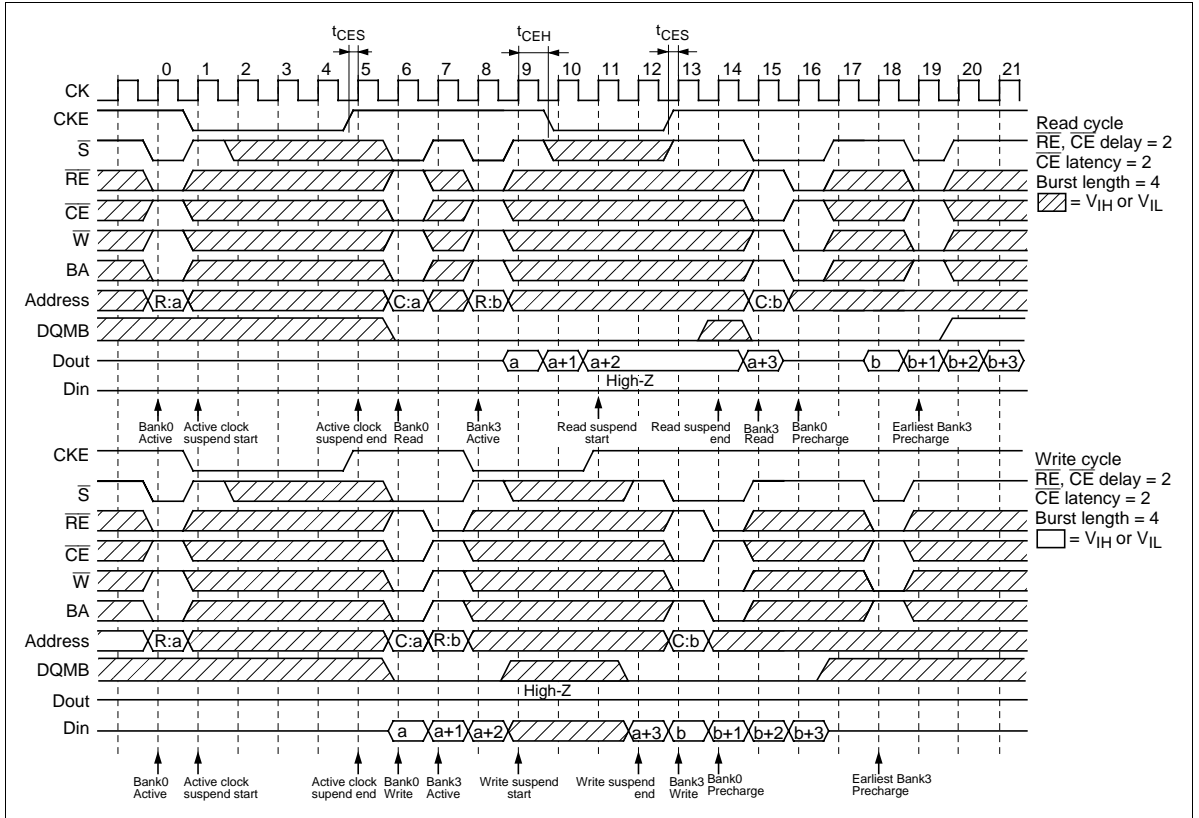 tCES
tCEH
tCES
0 1 2 3 4 5 6 7 8 9 10 11 12 13 14 15 16 17 18 19 20 21
CK
CKE
S
RE
CE
W
BA
Address R:a C:a R:b C:b
DQMB
Dout a a+1 a+2 a+3 b b+1 b+2 b+3
High-Z
Din
Bank0 Active
Active clock suspend start
Active clock suspend end
Bank0 Read
Bank3 Active
Read suspend start
Read suspend end
Bank3 Read
Bank0 Precharge
Earliest Bank3 Precharge
Read cycle
RE, CE delay = 2
CE latency = 2
Burst length = 4
= VIH or VIL
CKE
S
RE
CE
W
BA
Address R:a C:a R:b C:b
DQMB
High-Z
Dout
Din a a+1 a+2 a+3 b b+1 b+2 b+3
Bank0 Active
Active clock suspend start
Active clock supend end
Bank0 Write
Bank3 Active
Write suspend start
Write suspend end
Bank3 Write
Bank0 Precharge
Earliest Bank3 Precharge
Write cycle
RE, CE delay = 2
CE latency = 2
Burst length = 4
= VIH or VIL